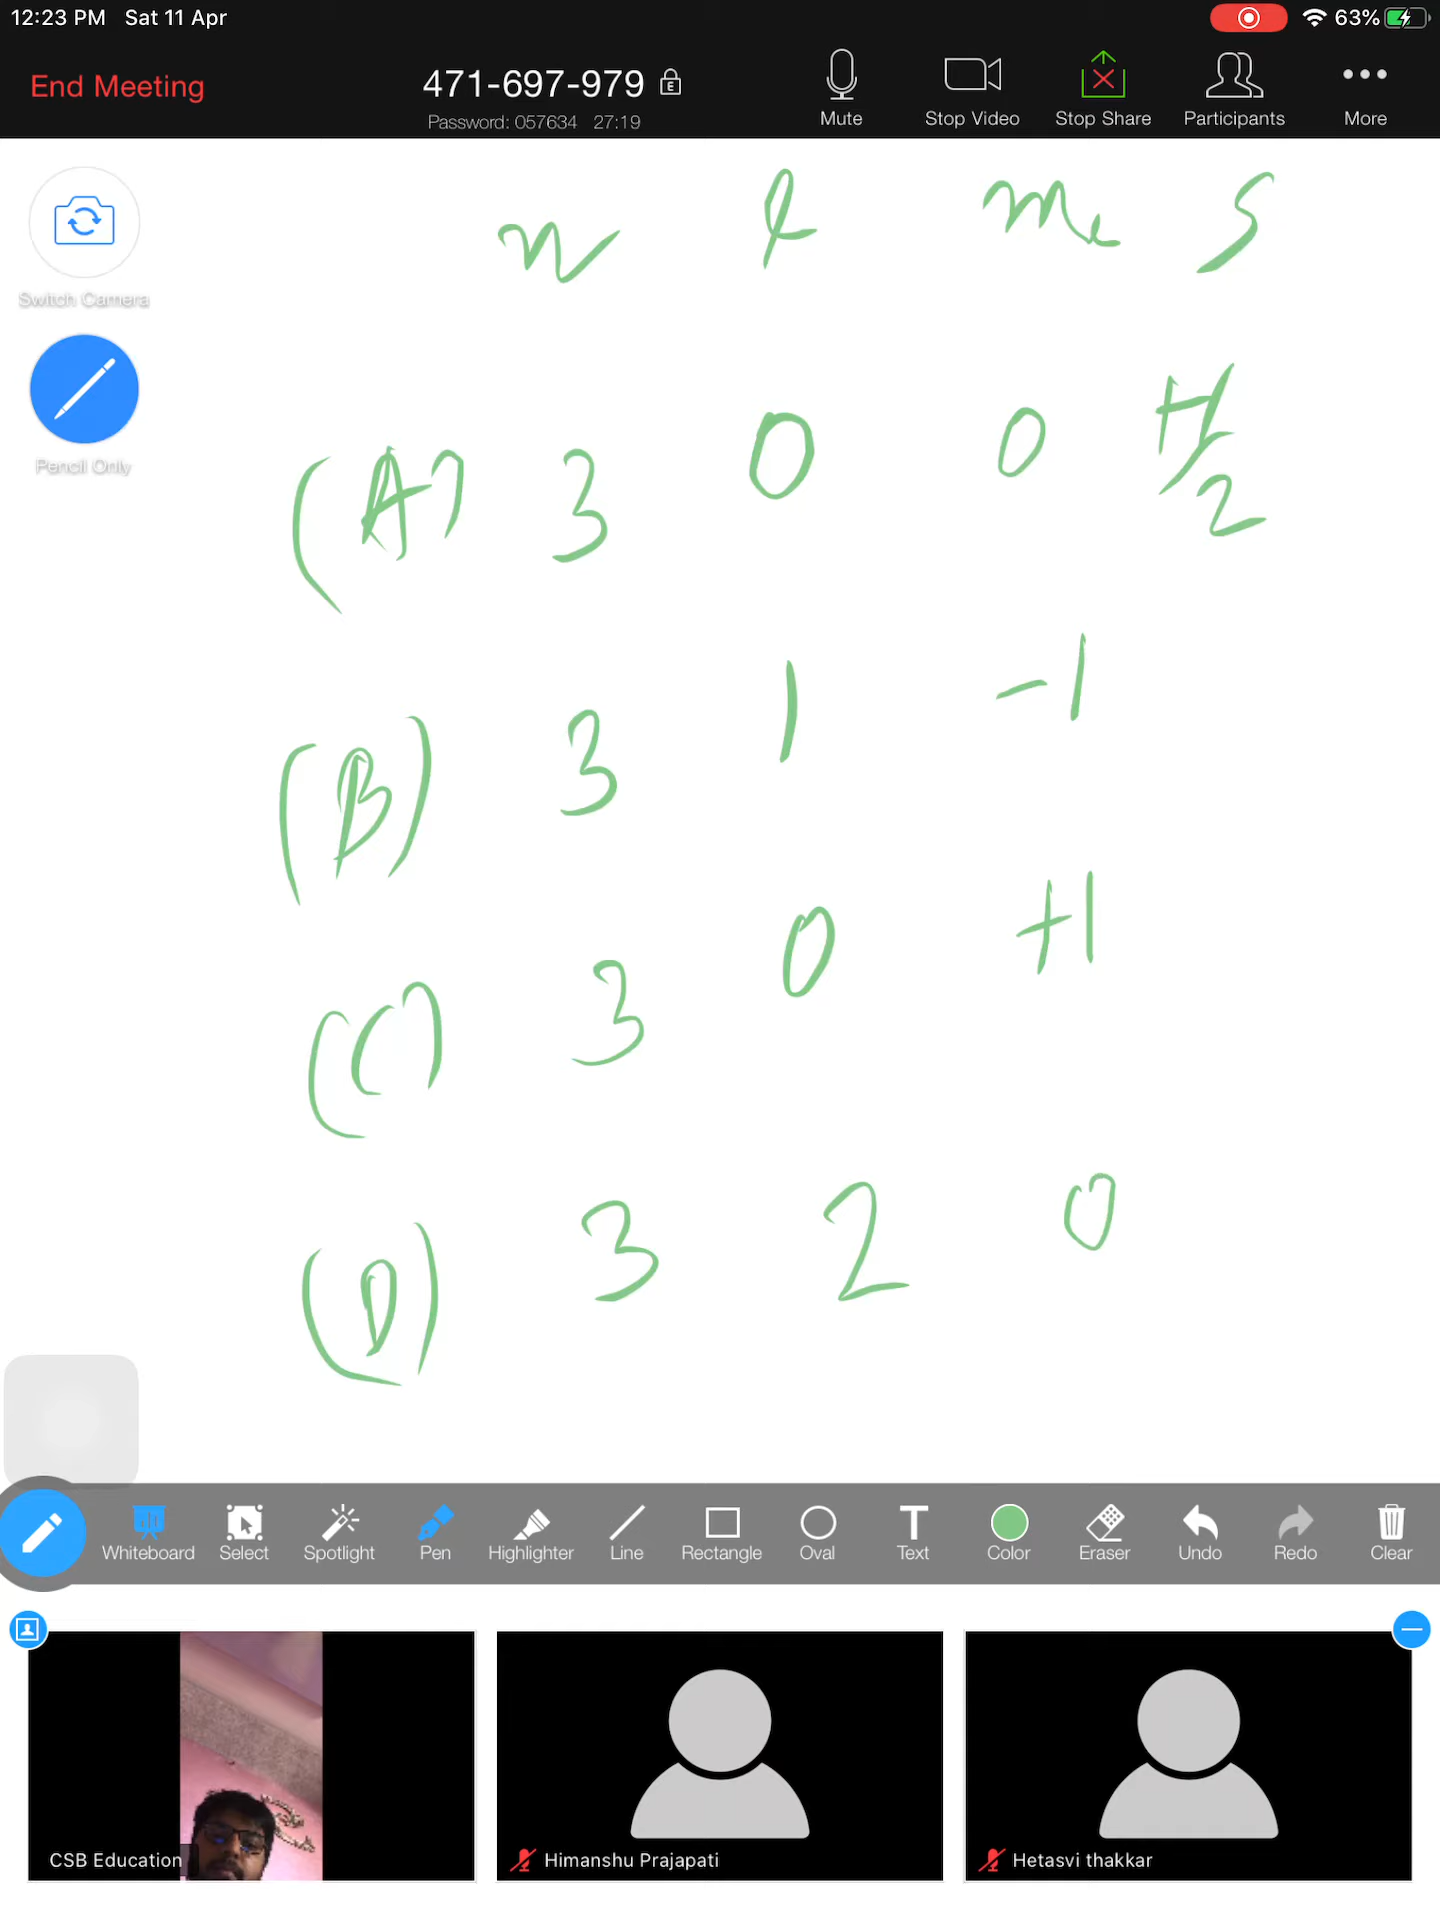 12:23 PM Sat 11 Apr 63%
End Meeting 471-697-979 E
Password: 057634 27:19
Mute Stop Video Stop Share Participants More
Switch Camera
Pencil Only
n l mₗ s
(A) 3 0 0 +1/2
(B) 3 1 -1
(C) 3 0 +1
(D) 3 2 0
Whiteboard Select Spotlight Pen Highlighter Line Rectangle Oval Text Color Eraser Undo Redo Clear
CSB Education Himanshu Prajapati Hetasvi thakkar